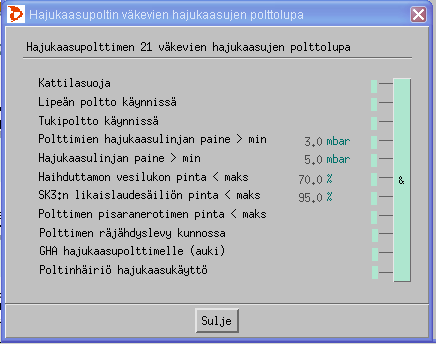 Hajukaasupoltin väkevien hajukaasujen polttolupa
Hajukaasupolttimen 21 väkevien hajukaasujen polttolupa
Kattilasuoja
Lipeän poltto käynnissä
Tukipoltto käynnissä
Polttimien hajukaasulinjan paine > min 3.0 mbar
Hajukaasulinjan paine > min 5.0 mbar
Haihduttamon vesilukon pinta < maks 70.0 %
SK3:n likaislaudesäiliön pinta < maks 95.0 %
Polttimen pisaranerotimen pinta < maks
Polttimen räjähdyslevy kunnossa
GHA hajukaasupolttimelle (auki)
Poltinhäiriö hajukaasukäyttö
&
Sulje